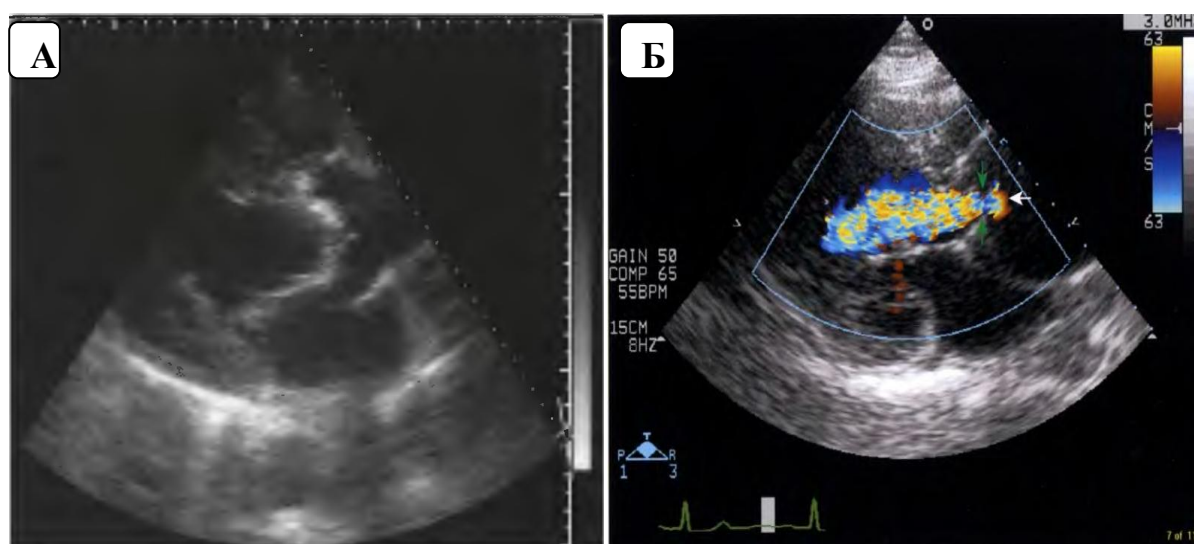 А
Б
3.0MH
63
C
M
/
S
63
GAIN 50
COMP 65
55BPM
15CM
8HZ
T
P R
1 3
7 of 1